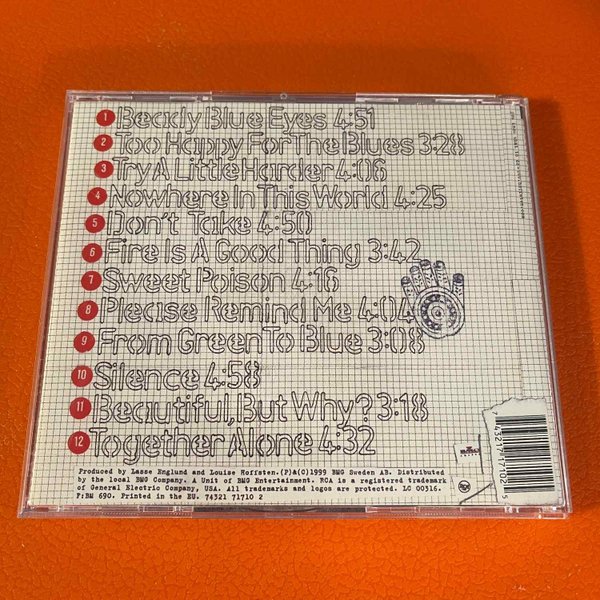 1 Beady Blue Eyes 4:51
2 Too Happy For The Blues 3:28
3 Try A Little Harder 4:06
4 Nowhere In This World 4:25
5 Don't Take 4:50
6 Fire Is A Good Thing 3:42
7 Sweet Poison 4:16
8 Please Remind Me 4:04
9 From Green To Blue 3:08
10 Silence 4:58
11 Beautiful, But Why? 3:18
12 Together Alone 4:32
Produced by Lasse Englund and Louise Hoffsten. (P)&(C)1999 BMG Sweden AB. Distributed
by the local BMG Company. A Unit of BMG Entertainment. RCA is a registered trademark
of General Electric Company, USA. All trademarks and logos are protected. LC 00316.
F:BM 690. Printed in the EU. 74321 71710 2
7 43217 17102 5